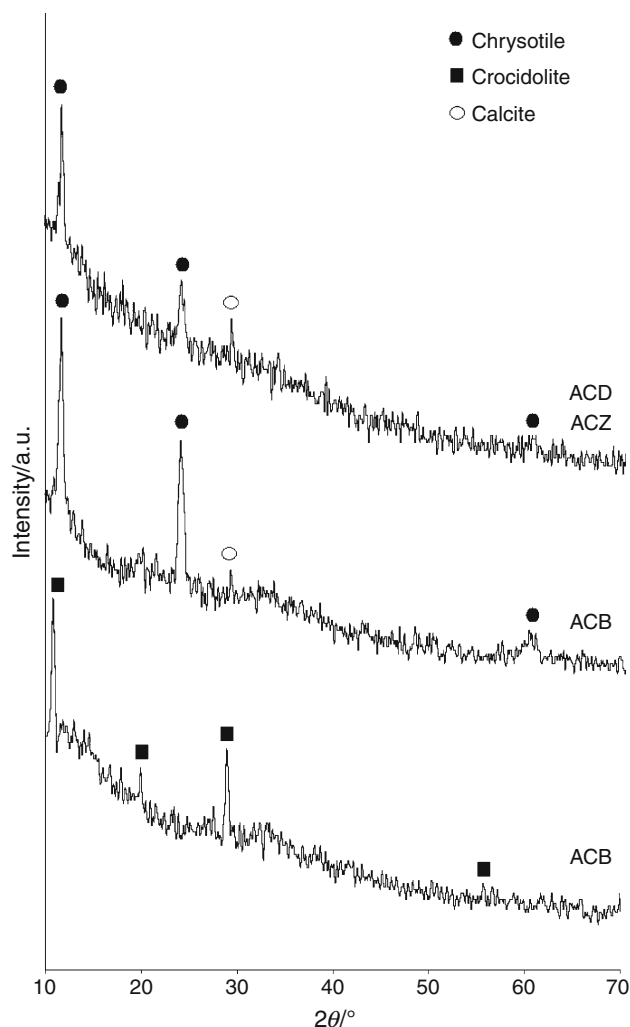 Chrysotile
Crocidolite
Calcite
ACD
ACZ
ACB
ACB
Intensity/a.u.
10 20 30 40 50 60 70
2θ/°